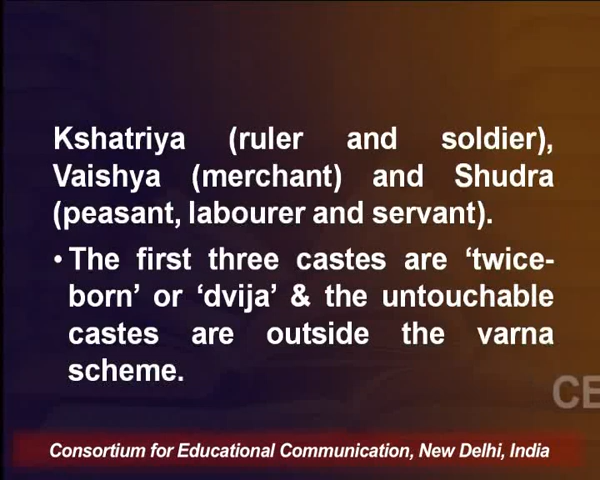 Kshatriya (ruler and soldier),
Vaishya (merchant) and Shudra
(peasant, labourer and servant).
• The first three castes are ‘twice-
born’ or ‘dvija’ & the untouchable
castes are outside the varna
scheme.
CE
Consortium for Educational Communication, New Delhi, India